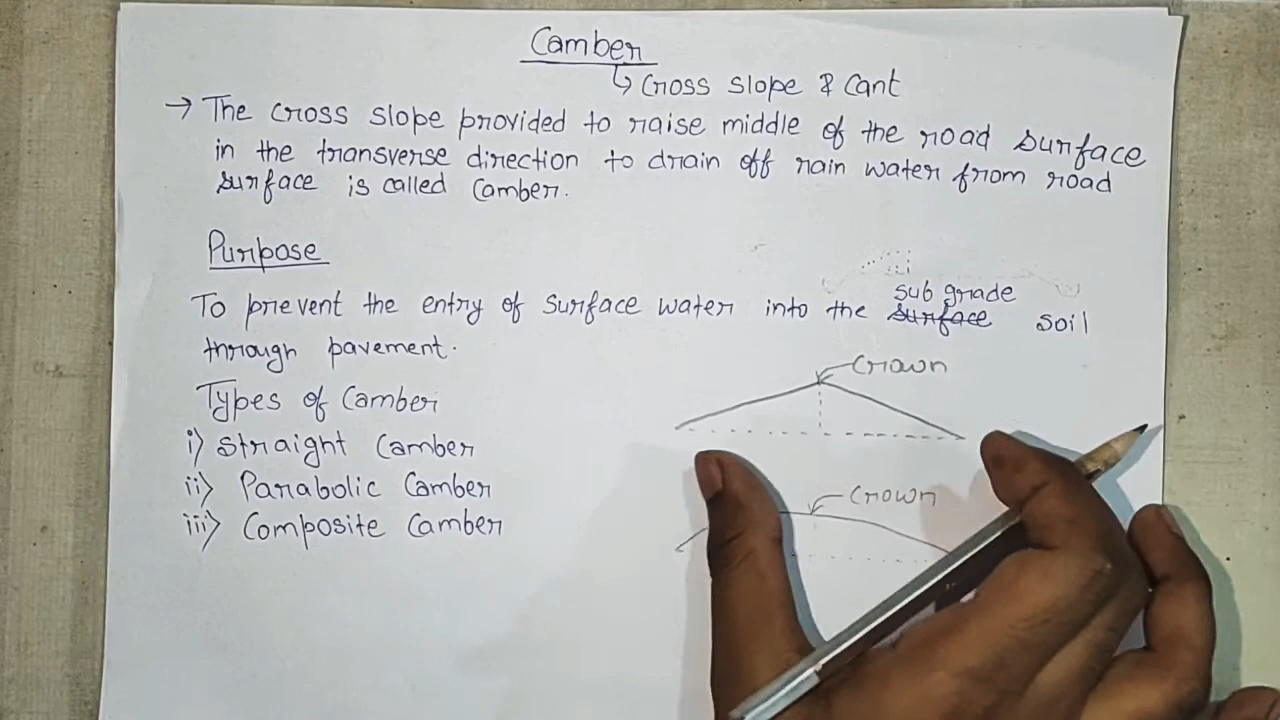 Camber
↳ Cross slope & Cant
→ The cross slope provided to raise middle of the road surface
in the transverse direction to drain off rain water from road
surface is called Camber.
Purpose
To prevent the entry of surface water into the sub grade ~~surface~~ soil
through pavement.
Types of Camber
i) Straight Camber
ii) Parabolic Camber
iii) Composite Camber
Crown
Crown